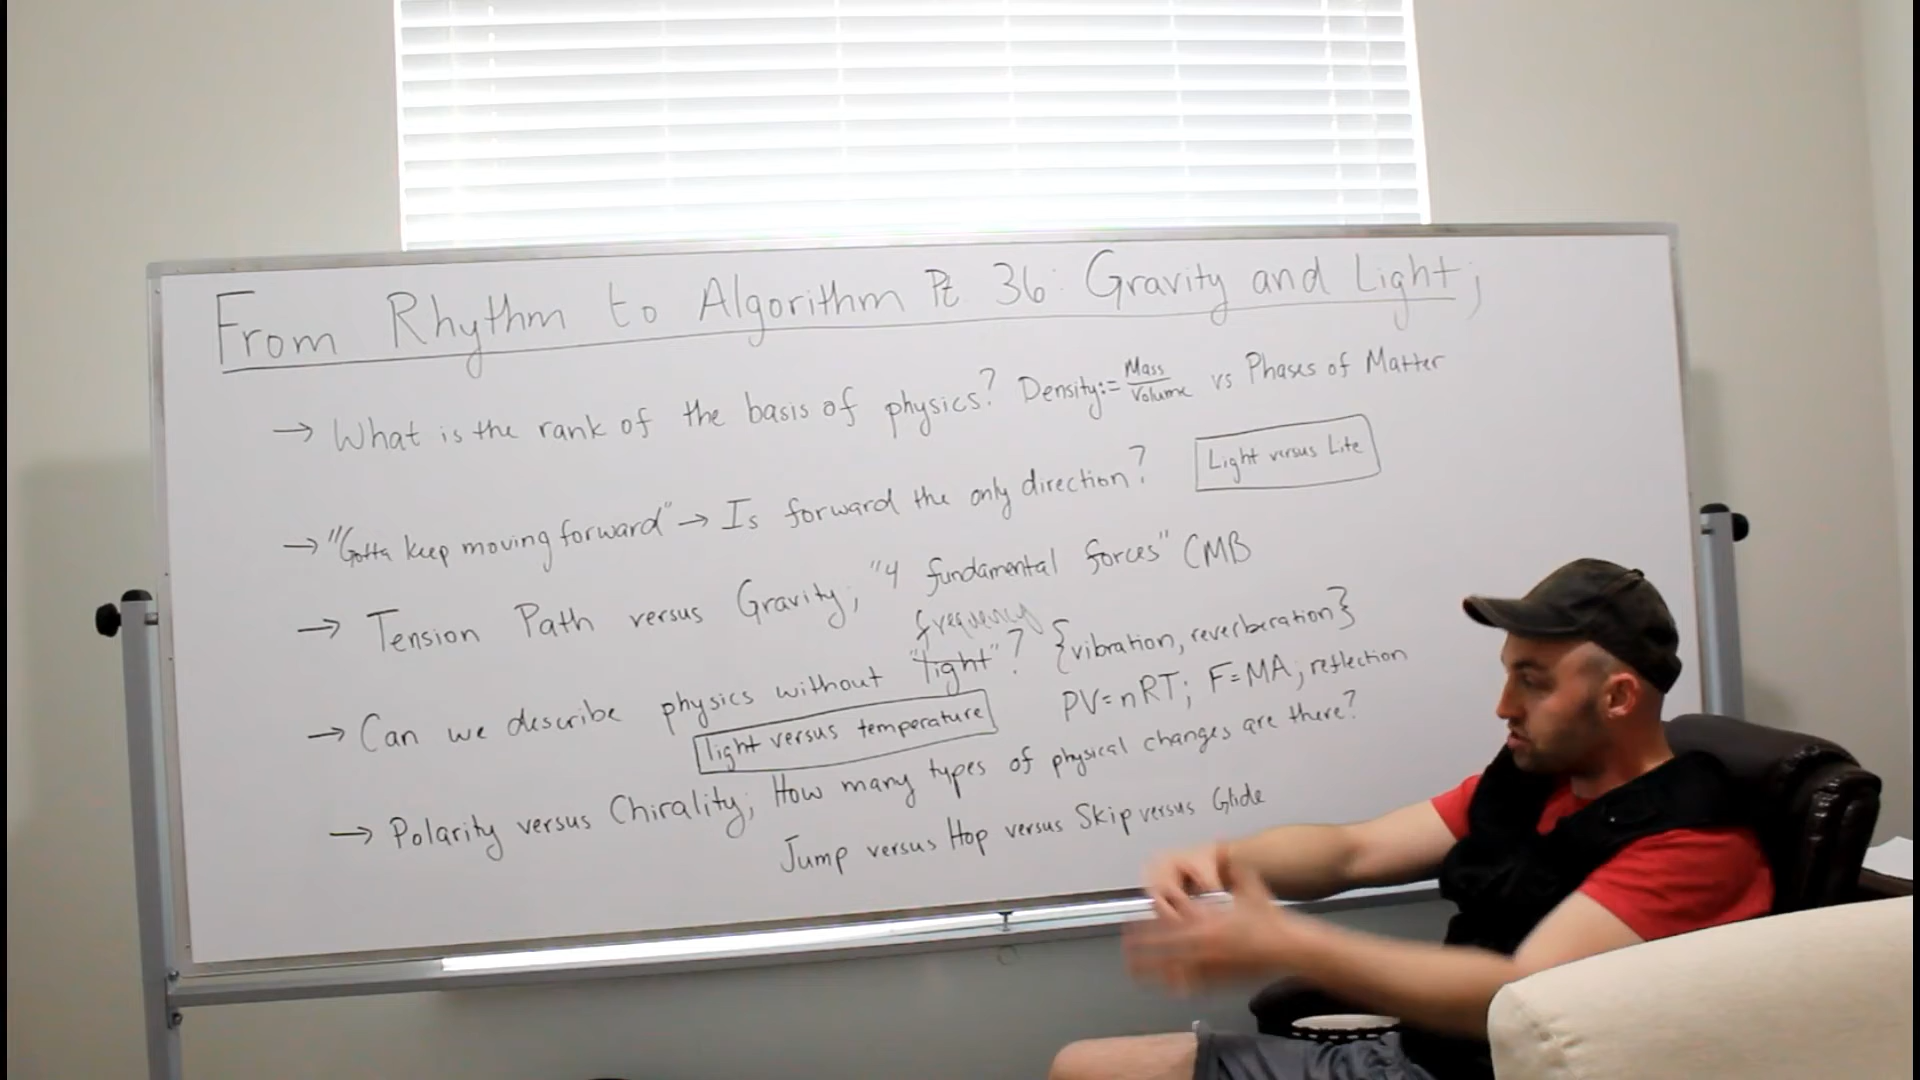 From Rhythm to Algorithm Pt. 36: Gravity and Light;
→ What is the rank of the basis of physics? Density:= Mass/Volume vs Phases of Matter
→ "Gotta keep moving forward" → Is forward the only direction? Light versus Lite
→ Tension Path versus Gravity; "4 fundamental forces" CMB
frequency
→ Can we describe physics without "light"? {vibration, reverberation}
light versus temperature PV=nRT; F=MA; reflection
→ Polarity versus Chirality; How many types of physical changes are there?
Jump versus Hop versus Skip versus Glide